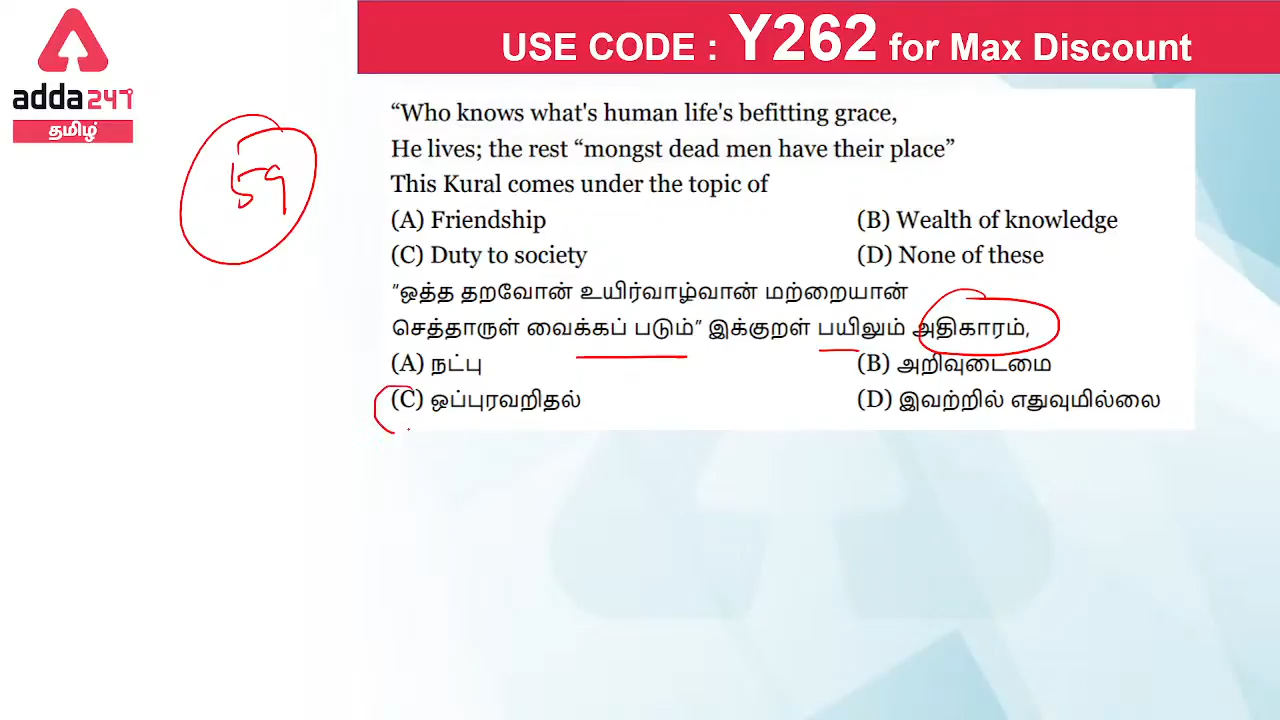 USE CODE : Y262 for Max Discount
adda247
தமிழ்
59
“Who knows what's human life's befitting grace,
He lives; the rest “mongst dead men have their place”
This Kural comes under the topic of
(A) Friendship (B) Wealth of knowledge
(C) Duty to society (D) None of these
“ஒத்த தறவோன் உயிர்வாழ்வான் மற்றையான்
செத்தாருள் வைக்கப் படும்” இக்குறள் பயிலும் அதிகாரம்,
(A) நட்பு (B) அறிவுடைமை
(C) ஒப்புரவறிதல் (D) இவற்றில் எதுவுமில்லை